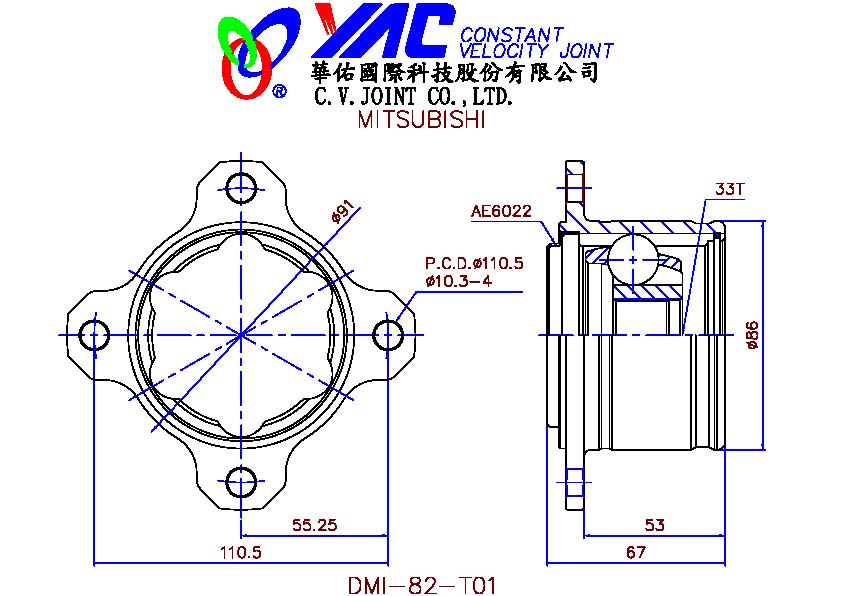 YAC CONSTANT
VELOCITY JOINT
®
華佑國際科技股份有限公司
C.V.JOINT CO.,LTD.
MITSUBISHI
ø91
P.C.D.ø110.5
ø10.3-4
55.25
110.5
AE6022
33T
ø86
53
67
DMI-82-T01